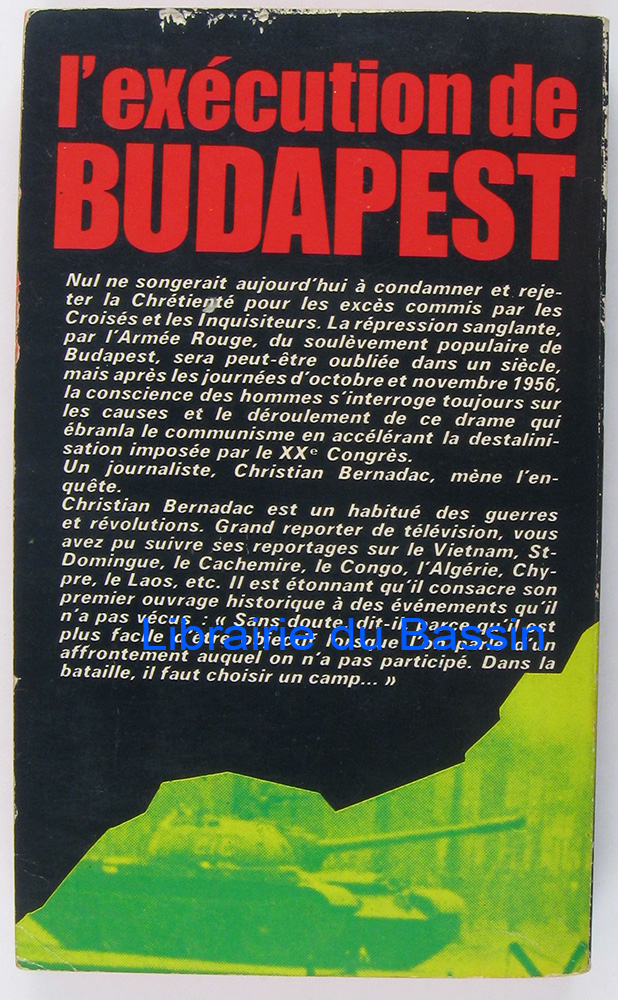 l'exécution de
BUDAPEST
Nul ne songerait aujourd'hui à condamner et reje-
ter la Chrétienté pour les excès commis par les
Croisés et les Inquisiteurs. La répression sanglante,
par l'Armée Rouge, du soulèvement populaire de
Budapest, sera peut-être oubliée dans un siècle,
mais après les journées d'octobre et novembre 1956,
la conscience des hommes s'interroge toujours sur
les causes et le déroulement de ce drame qui
ébranla le communisme en accélérant la destalini-
sation imposée par le XXe Congrès.
Un journaliste, Christian Bernadac, mène l'en-
quête.
Christian Bernadac est un habitué des guerres
et révolutions. Grand reporter de télévision, vous
avez pu suivre ses reportages sur le Vietnam, St-
Domingue, le Cachemire, le Congo, l'Algérie, Chy-
pre, le Laos, etc. Il est étonnant qu'il consacre son
premier ouvrage historique à des événements qu'il
n'a pas vécus : « Sans doute, dit-il, parce qu'il est
plus facile d'être objectif lorsque l'on parle d'un
affrontement auquel on n'a pas participé. Dans la
bataille, il faut choisir un camp... »
Librairie du Bassin